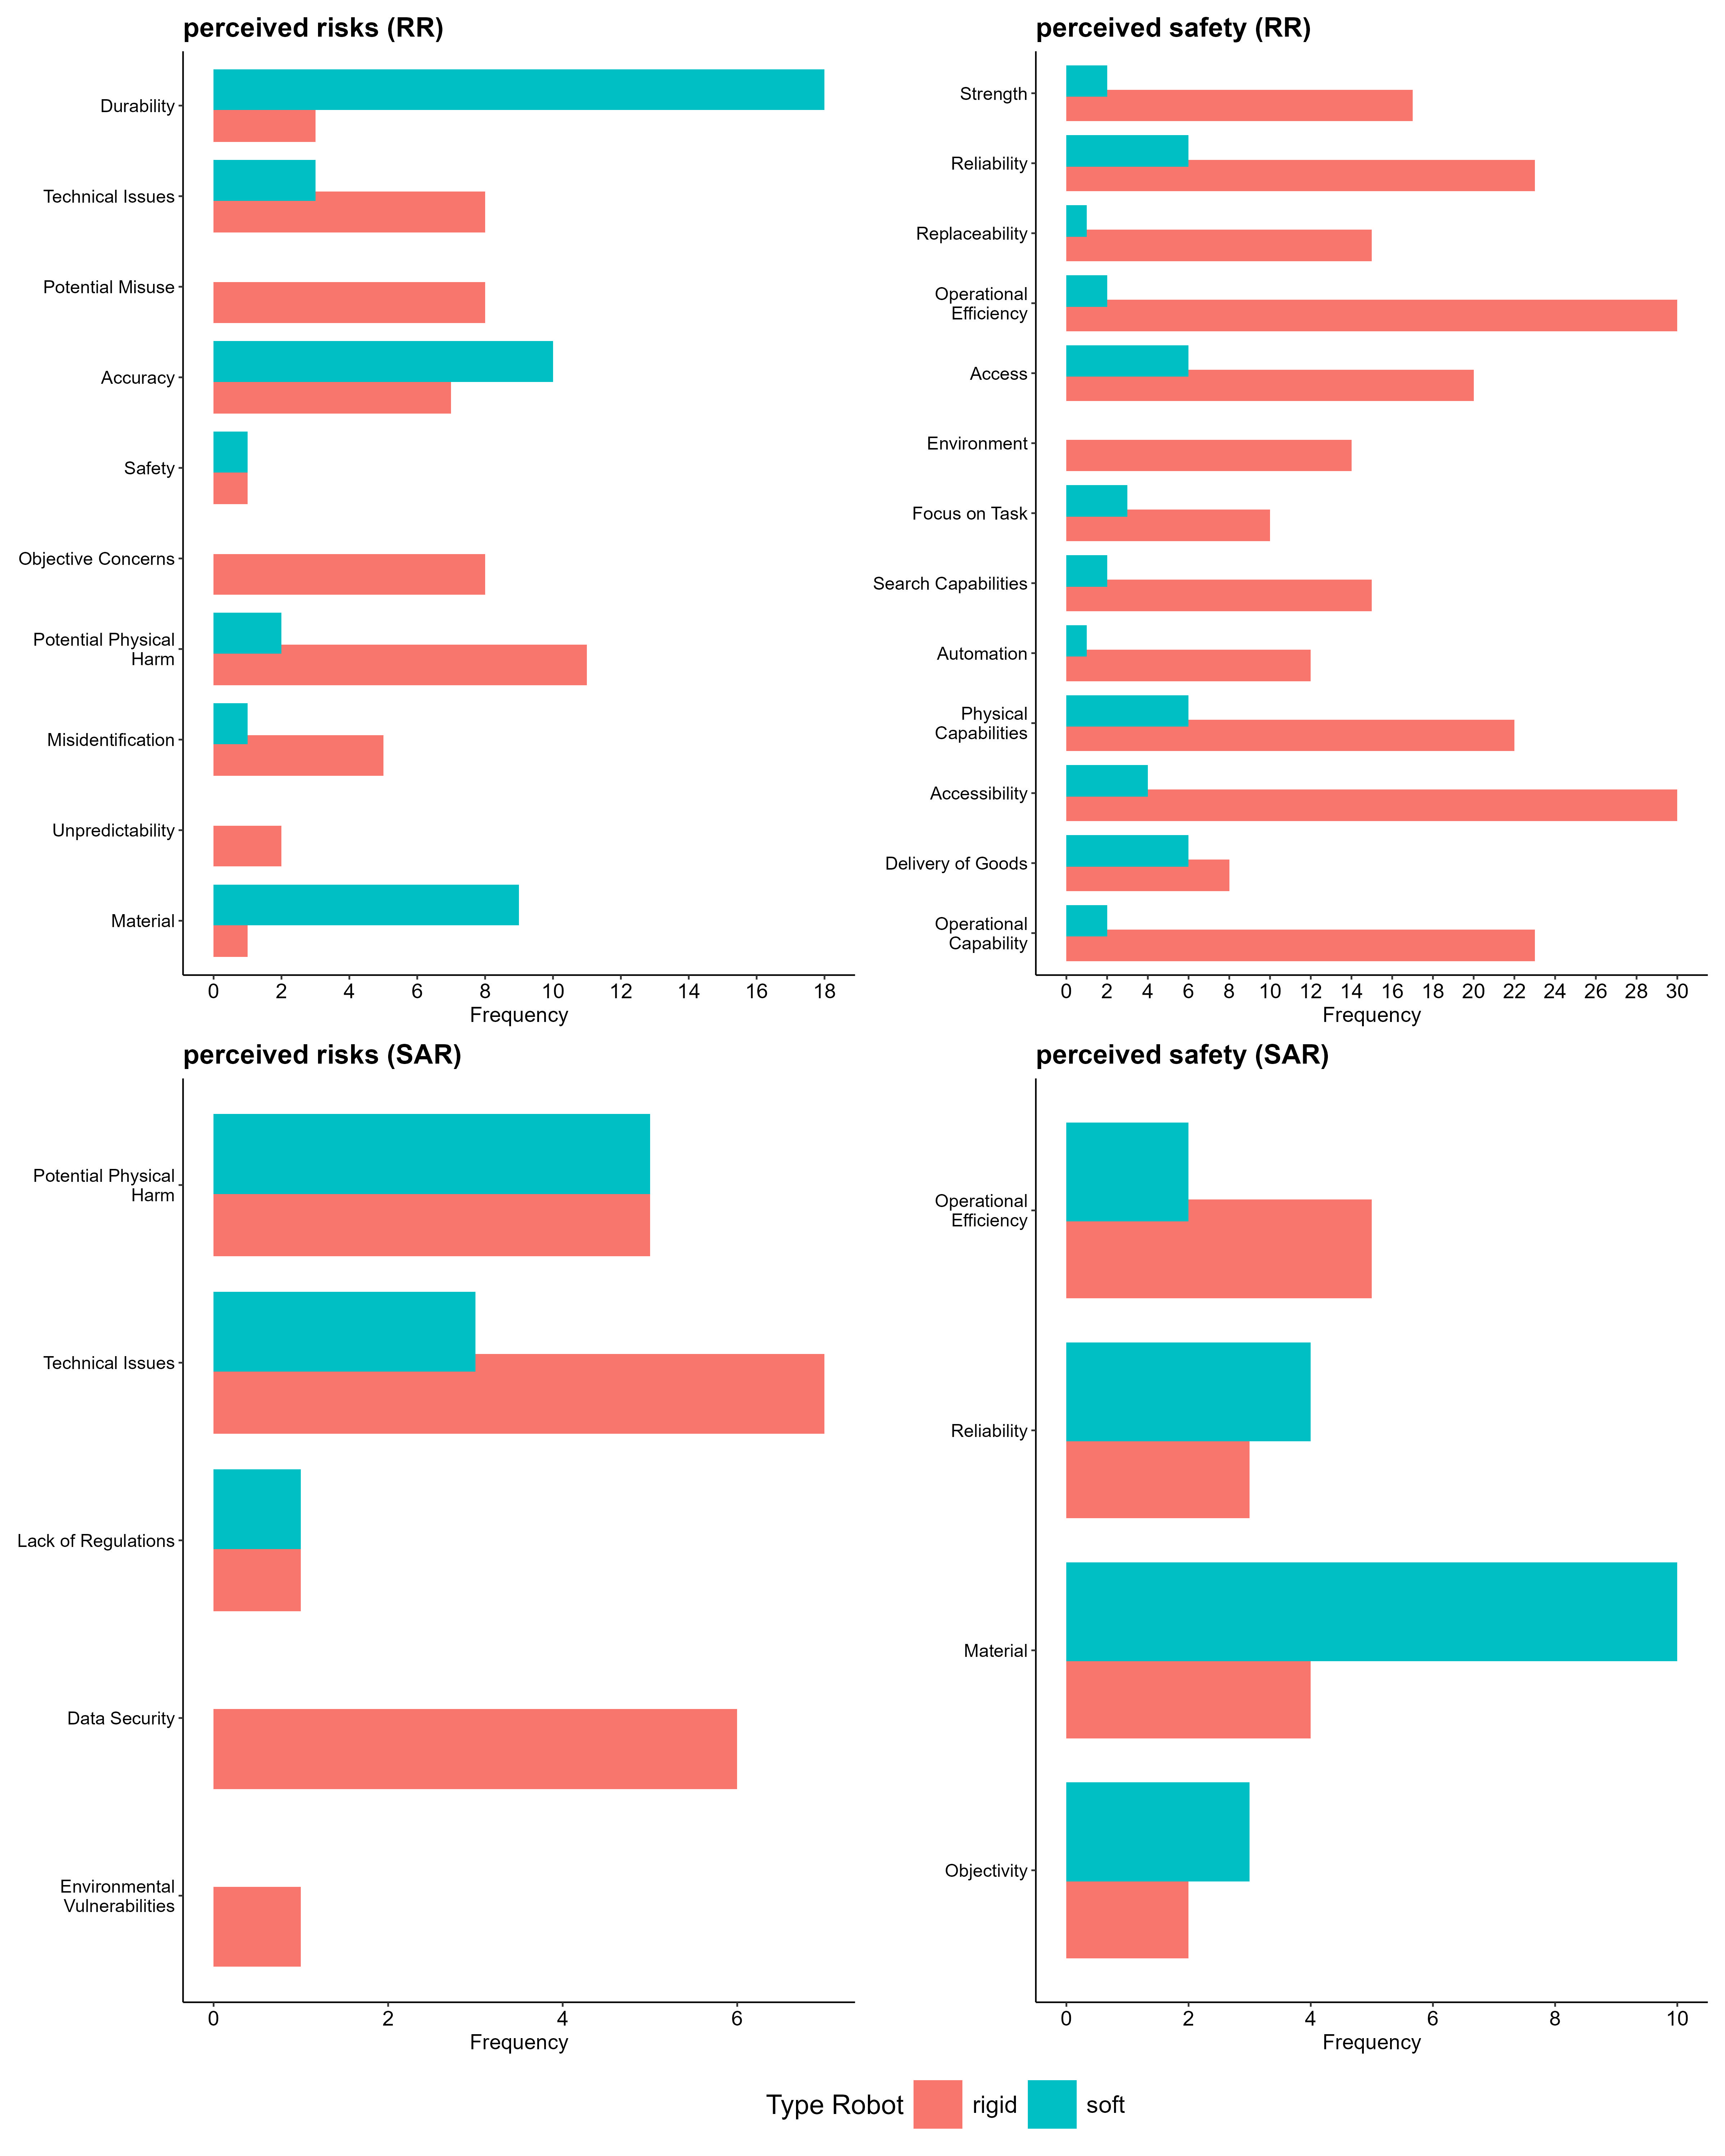 perceived risks (RR)
Durability
Technical Issues
Potential Misuse
Accuracy
Safety
Objective Concerns
Potential Physical
Harm
Misidentification
Unpredictability
Material
0 2 4 6 8 10 12 14 16 18
Frequency
perceived safety (RR)
Strength
Reliability
Replaceability
Operational
Efficiency
Access
Environment
Focus on Task
Search Capabilities
Automation
Physical
Capabilities
Accessibility
Delivery of Goods
Operational
Capability
0 2 4 6 8 10 12 14 16 18 20 22 24 26 28 30
Frequency
perceived risks (SAR)
Potential Physical
Harm
Technical Issues
Lack of Regulations
Data Security
Environmental
Vulnerabilities
0 2 4 6
Frequency
perceived safety (SAR)
Operational
Efficiency
Reliability
Material
Objectivity
0 2 4 6 8 10
Frequency
Type Robot rigid soft